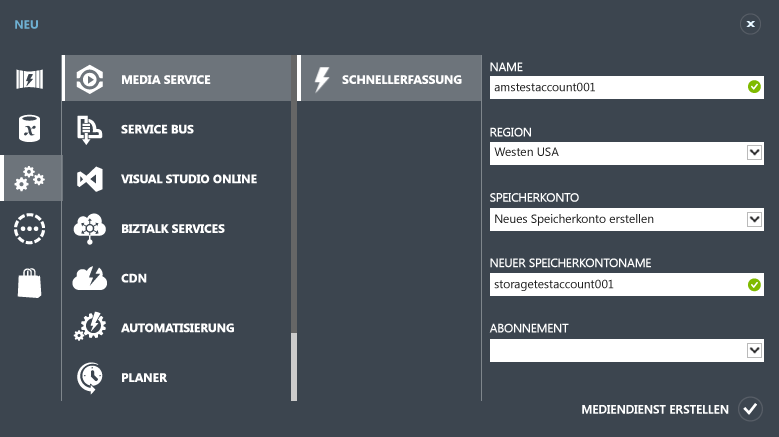 NEU
MEDIA SERVICE
SERVICE BUS
VISUAL STUDIO ONLINE
BIZTALK SERVICES
CDN
AUTOMATISIERUNG
PLANER
SCHNELLERFASSUNG
NAME
amstestaccount001
REGION
Westen USA
SPEICHERKONTO
Neues Speicherkonto erstellen
NEUER SPEICHERKONTONAME
storagetestaccount001
ABONNEMENT
MEDIENDIENST ERSTELLEN